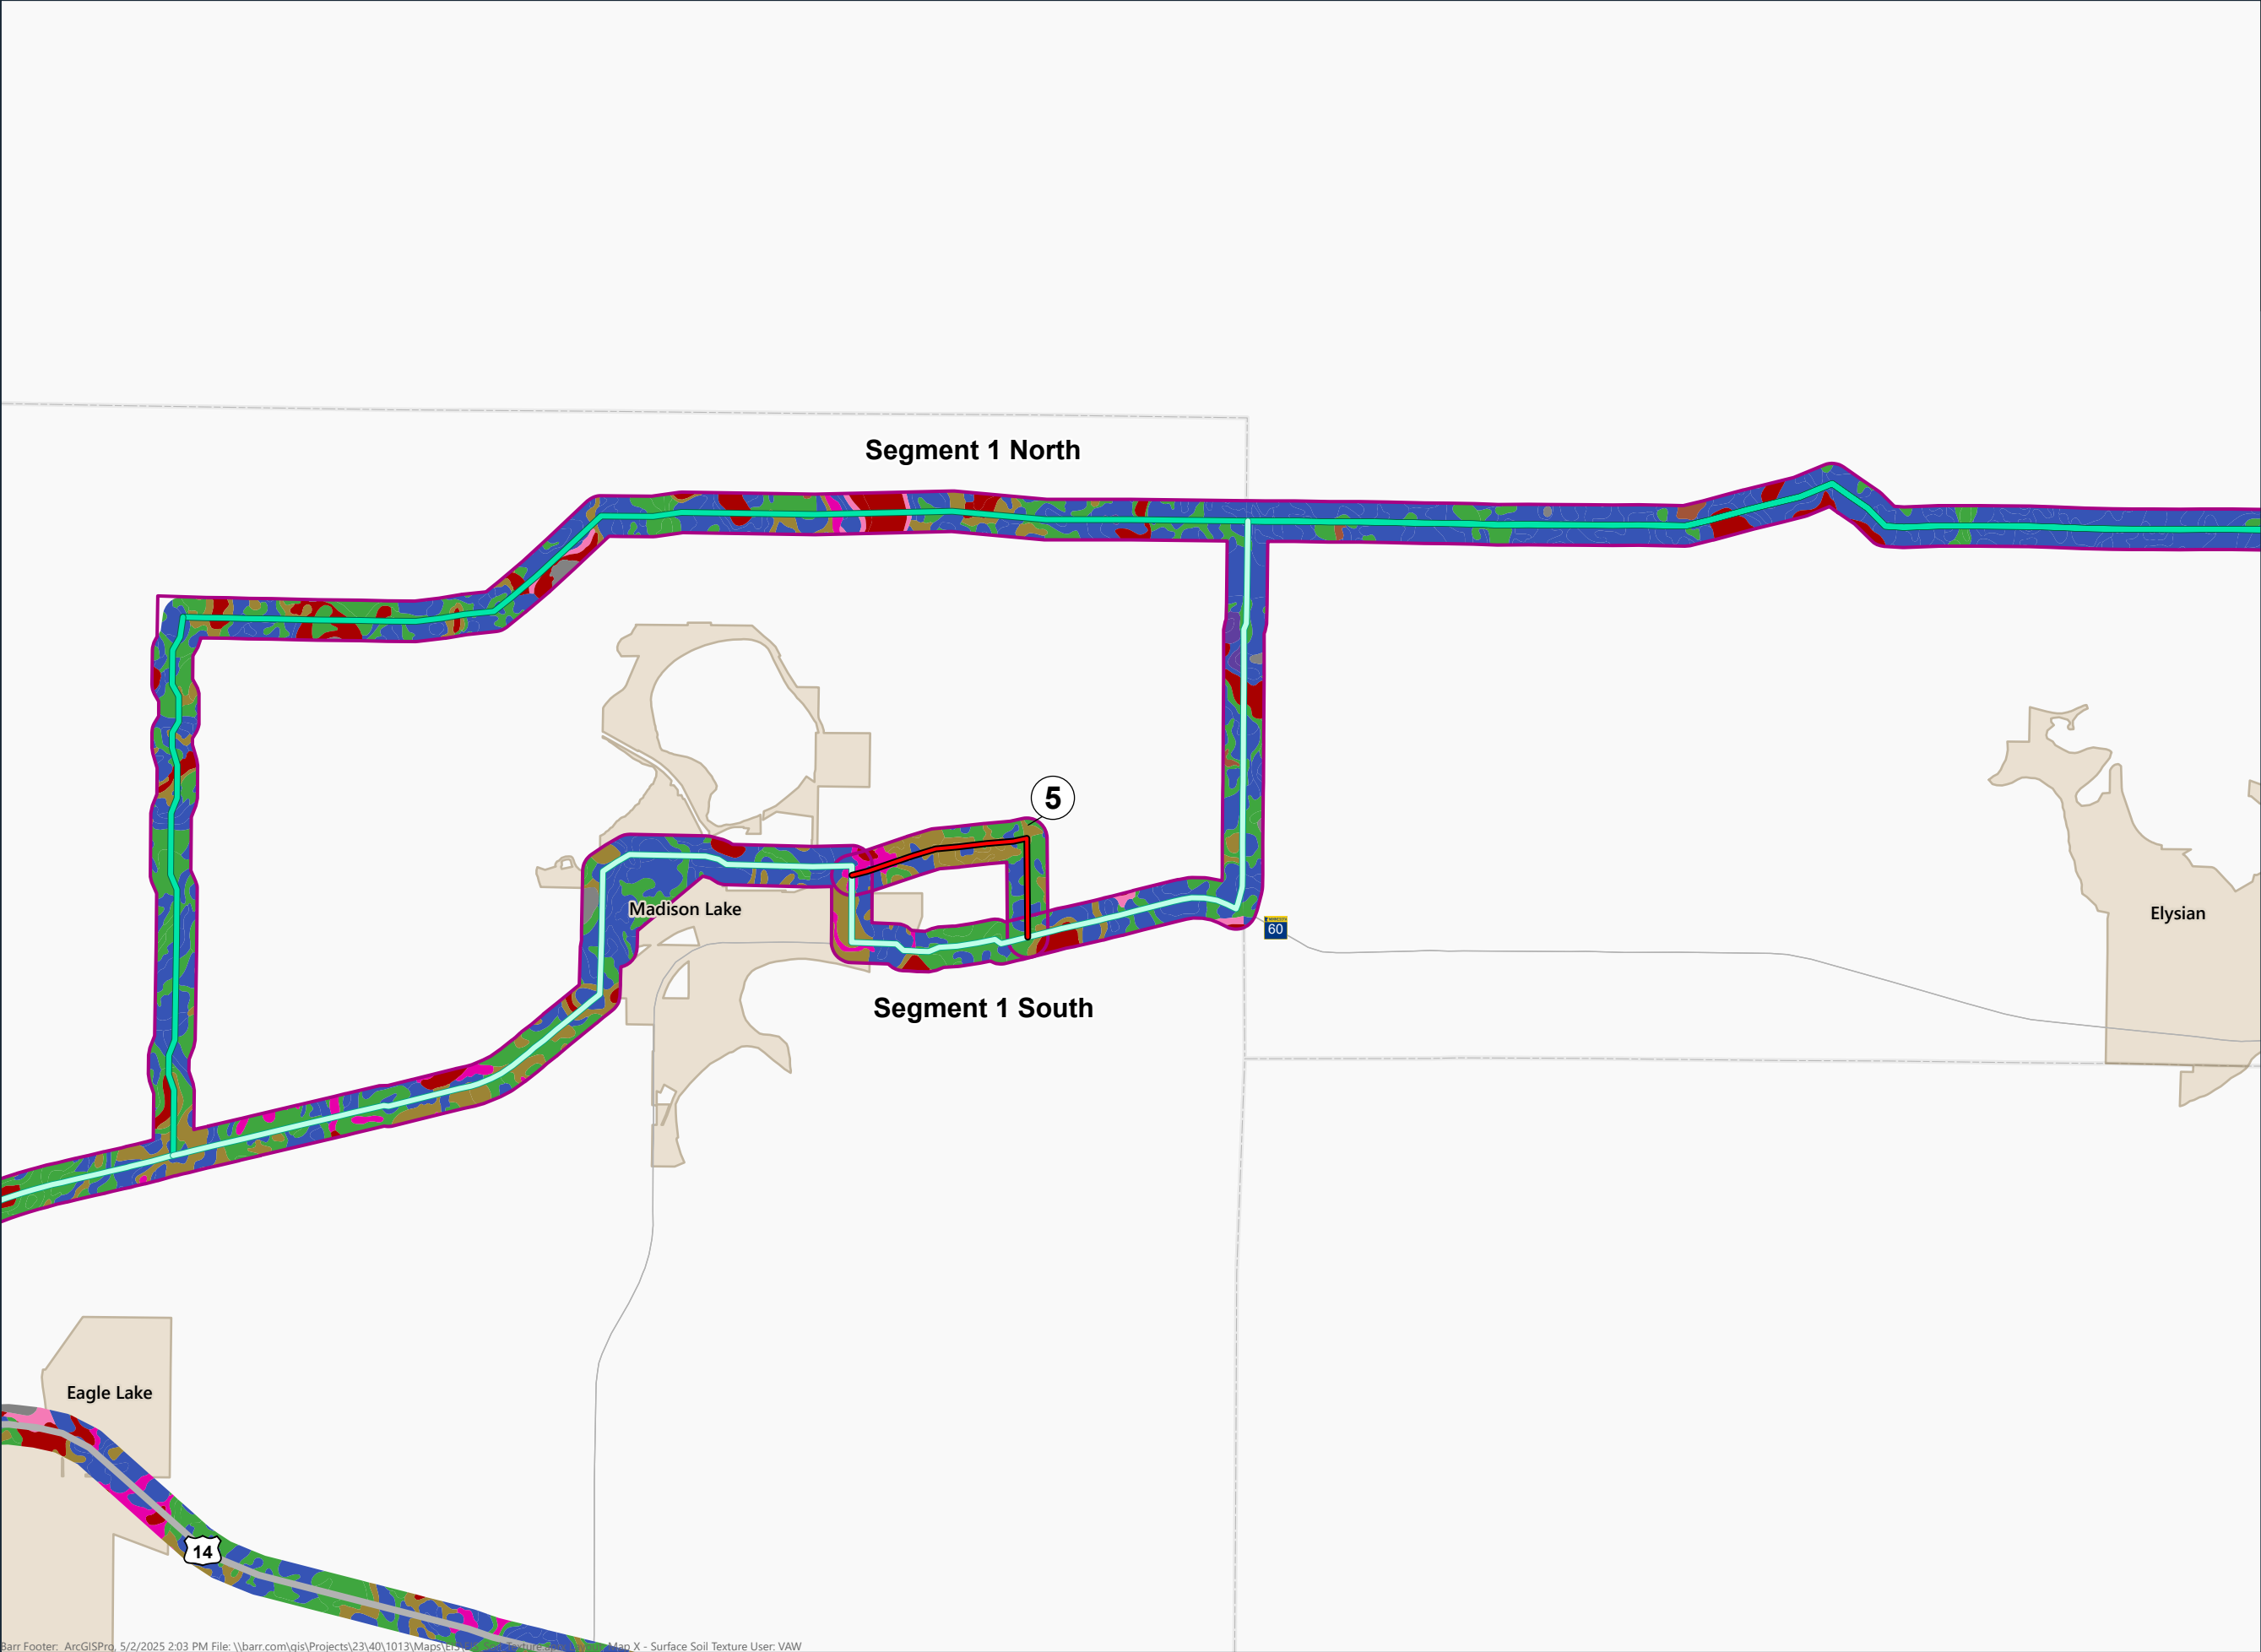 Segment 1 North
5
Madison Lake
MINNESOTA
60
Elysian
Segment 1 South
Eagle Lake
14
Barr Footer: ArcGISPro, 5/2/2025 2:03 PM File: \\barr.com\gis\Projects\23\40\1013\Maps\ Map X - Surface Soil Texture User: VAW